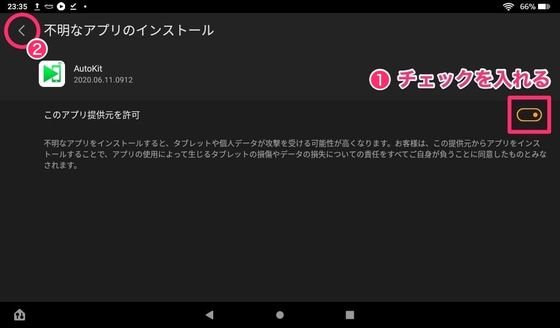 23:35
66%
不明なアプリのインストール
②
AutoKit
2020.06.11.0912
① チェックを入れる
このアプリ提供元を許可
不明なアプリをインストールすると、タブレットや個人データが攻撃を受ける可能性が高くなります。お客様は、この提供元からアプリをインス
トールすることで、アプリの使用によって生じるタブレットの損傷やデータの損失についての責任をすべてご自身が負うことに同意したものとみな
されます。